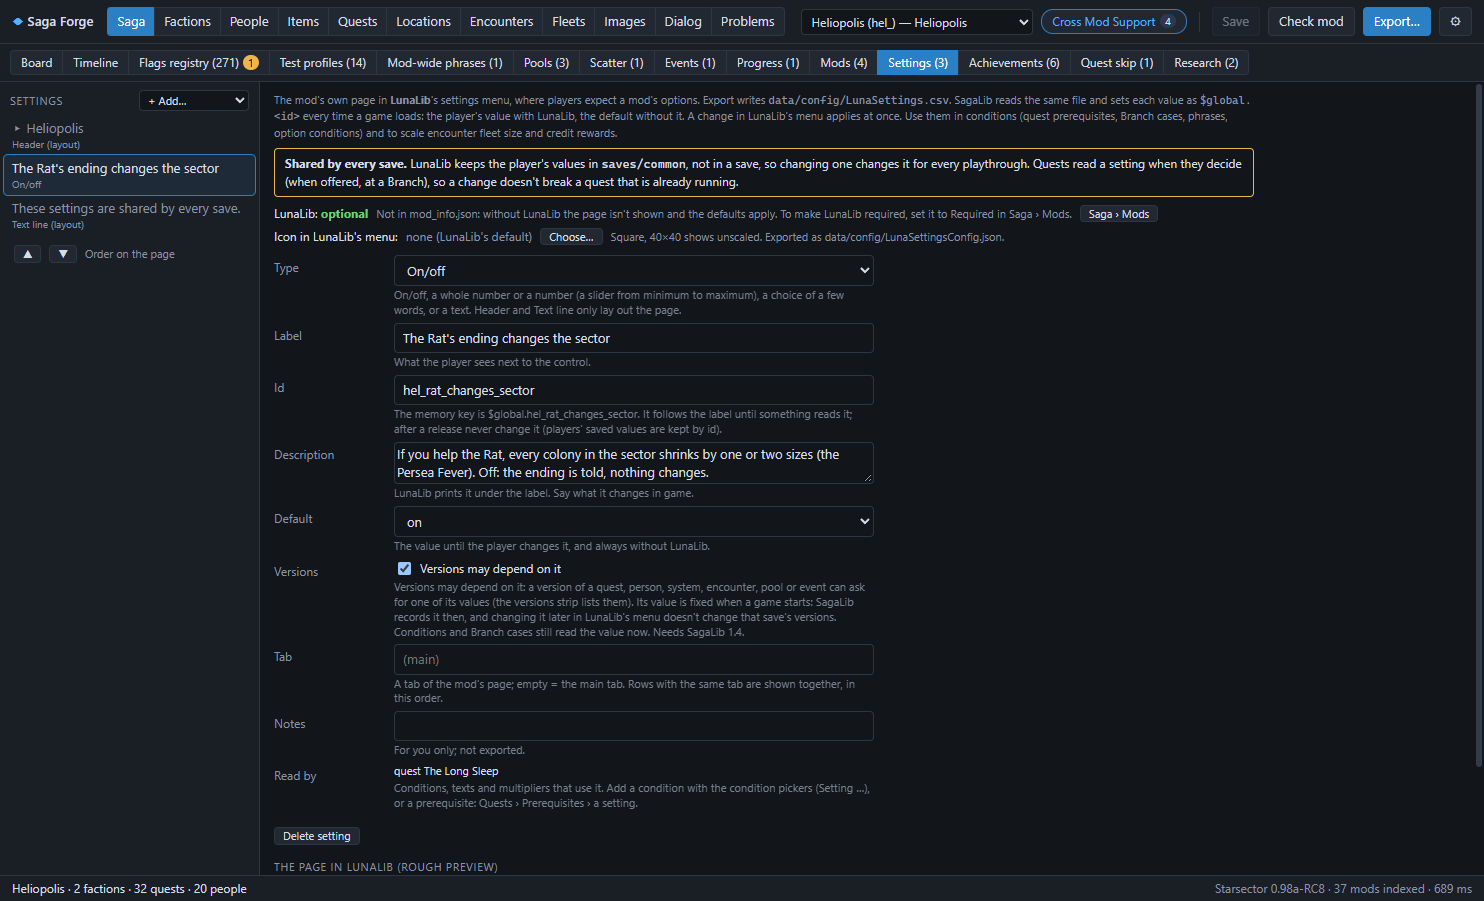 Saga Forge
Saga
Factions
People
Items
Quests
Locations
Encounters
Fleets
Images
Dialog
Problems
Heliopolis (hel_) — Heliopolis
Cross Mod Support 4
Save
Check mod
Export...
Board
Timeline
Flags registry (271) 1
Test profiles (14)
Mod-wide phrases (1)
Pools (3)
Scatter (1)
Events (1)
Progress (1)
Mods (4)
Settings (3)
Achievements (6)
Quest skip (1)
Research (2)
SETTINGS
+ Add...
Heliopolis
Header (layout)
The Rat's ending changes the sector
On/off
These settings are shared by every save.
Text line (layout)
Order on the page
The mod's own page in LunaLib's settings menu, where players expect a mod's options. Export writes data/config/LunaSettings.csv. SagaLib reads the same file and sets each value as $global.
<id> every time a game loads: the player's value with LunaLib, the default without it. A change in LunaLib's menu applies at once. Use them in conditions (quest prerequisites, Branch cases, phrases,
option conditions) and to scale encounter fleet size and credit rewards.
Shared by every save. LunaLib keeps the player's values in saves/common, not in a save, so changing one changes it for every playthrough. Quests read a setting when they decide
(when offered, at a Branch), so a change doesn't break a quest that is already running.
LunaLib: optional Not in mod_info.json: without LunaLib the page isn't shown and the defaults apply. To make LunaLib required, set it to Required in Saga › Mods. Saga › Mods
Icon in LunaLib's menu: none (LunaLib's default) Choose... Square, 40×40 shows unscaled. Exported as data/config/LunaSettingsConfig.json.
Type
On/off
On/off, a whole number or a number (a slider from minimum to maximum), a choice of a few
words, or a text. Header and Text line only lay out the page.
Label
The Rat's ending changes the sector
What the player sees next to the control.
Id
hel_rat_changes_sector
The memory key is $global.hel_rat_changes_sector. It follows the label until something reads it;
after a release never change it (players' saved values are kept by id).
Description
If you help the Rat, every colony in the sector shrinks by one or two sizes (the
Persea Fever). Off: the ending is told, nothing changes.
LunaLib prints it under the label. Say what it changes in game.
Default
on
The value until the player changes it, and always without LunaLib.
Versions
Versions may depend on it
Versions may depend on it: a version of a quest, person, system, encounter, pool or event can ask
for one of its values (the versions strip lists them). Its value is fixed when a game starts: SagaLib
records it then, and changing it later in LunaLib's menu doesn't change that save's versions.
Conditions and Branch cases still read the value now. Needs SagaLib 1.4.
Tab
(main)
A tab of the mod's page; empty = the main tab. Rows with the same tab are shown together, in
this order.
Notes
For you only; not exported.
Read by
quest The Long Sleep
Conditions, texts and multipliers that use it. Add a condition with the condition pickers (Setting ...),
or a prerequisite: Quests › Prerequisites › a setting.
Delete setting
THE PAGE IN LUNALIB (ROUGH PREVIEW)
Heliopolis · 2 factions · 32 quests · 20 people
Starsector 0.98a-RC8 · 37 mods indexed · 689 ms